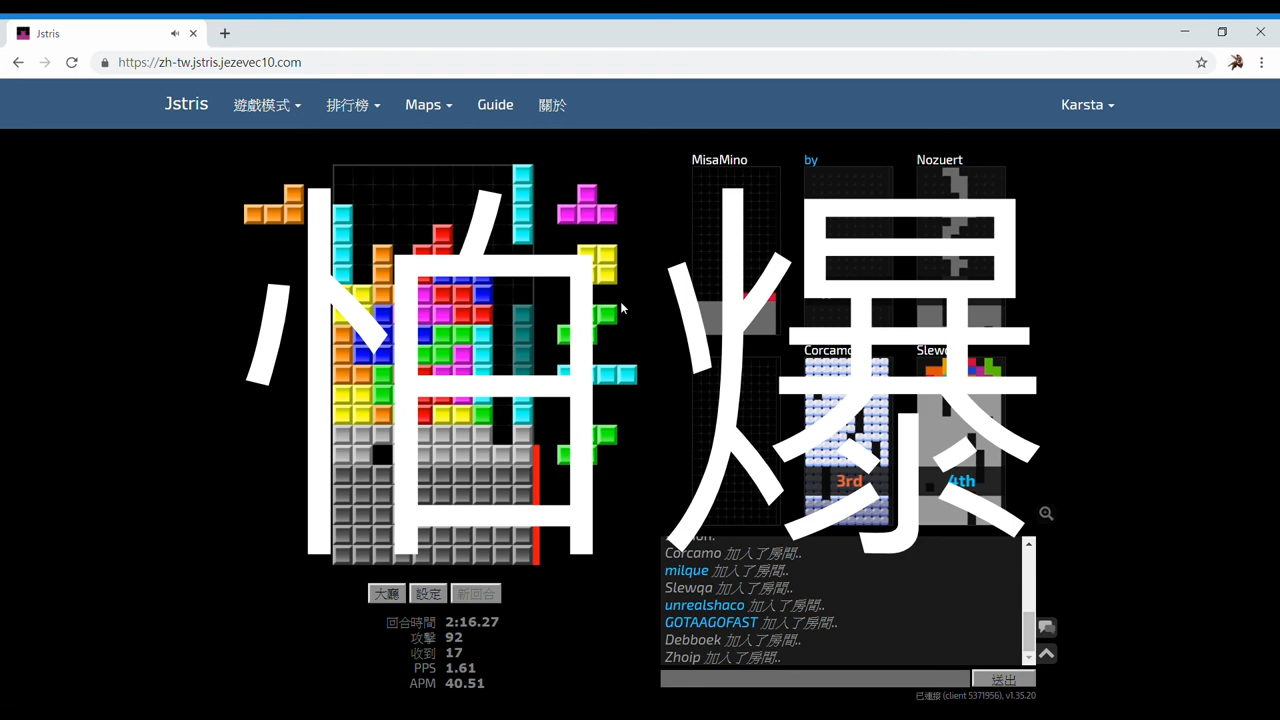 Jstris
https://zh-tw.jstris.jezevec10.com
Jstris 遊戲模式 排行榜 Maps Guide 關於 Karsta
MisaMino by Nozuert
怕爆
Corcamo
3rd 4th
Corcamo 加入了房間..
milque 加入了房間..
Slewqa 加入了房間..
unrealshaco 加入了房間..
GOTAAGOFAST 加入了房間..
Debboek 加入了房間..
Zhoip 加入了房間..
大廳 設定 新回合
回合時間 2:16.27
攻擊 92
收到 17
PPS 1.61
APM 40.51
送出
已連接 (client 5371956), v1.35.20